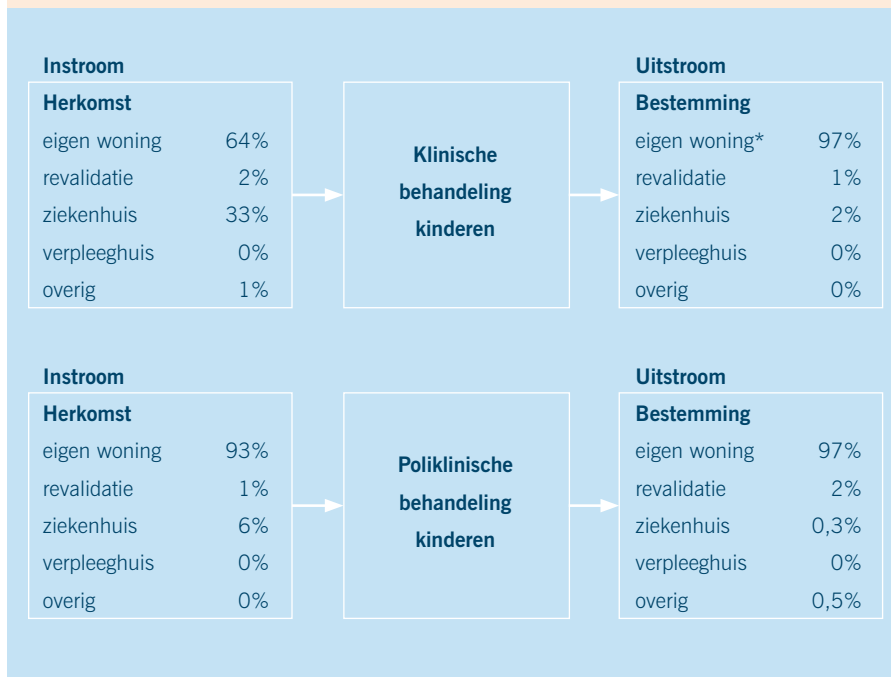 Instroom
Herkomst
eigen woning 64%
revalidatie 2%
ziekenhuis 33%
verpleeghuis 0%
overig 1%
Klinische
behandeling
kinderen
Uitstroom
Bestemming
eigen woning* 97%
revalidatie 1%
ziekenhuis 2%
verpleeghuis 0%
overig 0%
Instroom
Herkomst
eigen woning 93%
revalidatie 1%
ziekenhuis 6%
verpleeghuis 0%
overig 0%
Poliklinische
behandeling
kinderen
Uitstroom
Bestemming
eigen woning 97%
revalidatie 2%
ziekenhuis 0,3%
verpleeghuis 0%
overig 0,5%